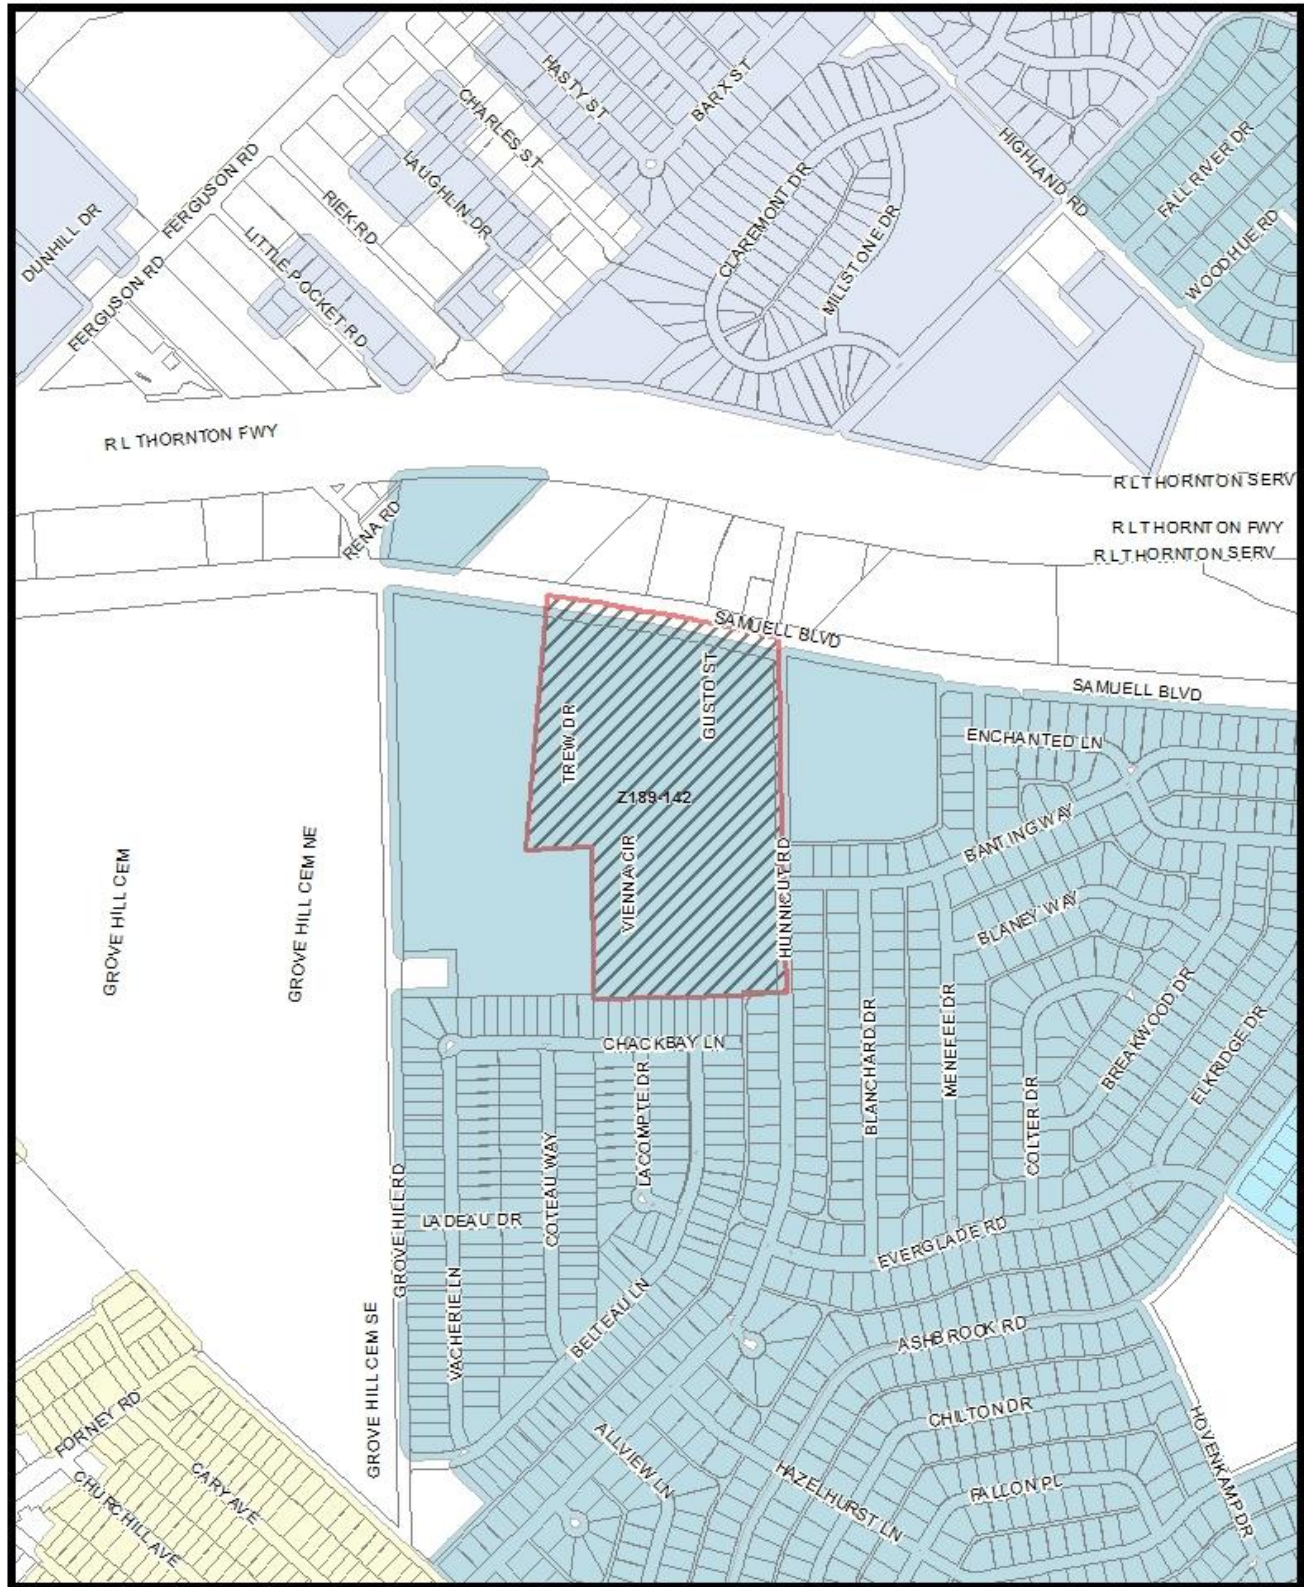 HASTY ST
BARX ST
CHARLES ST
HIGHLAND RD
FALL RIVER DR
FERGUSON RD
LAUGHLIN DR
CLAREMONT DR
RIEK RD
DUNHILL DR
WOODHUE RD
LITTLE POCKET RD
MILLSTONE DR
FERGUSON RD
R L THORNTON FWY
R L THORNTON SERV
R L THORNTON FWY
R L THORNTON SERV
RENA RD
SAMUELL BLVD
SAMUELL BLVD
GUSTO ST
TREW DR
ENCHANTED LN
Z189-142
BANTING WAY
VIENNA CIR
HUNNICUT RD
GROVE HILL CEM
GROVE HILL CEM NE
BLANEY WAY
BLANCHARD DR
MENEFEE DR
BREAKWOOD DR
ELKRIDGE DR
CHACKBAY LN
LACOMPTE DR
COLTER DR
COTEAU WAY
GROVE HILL RD
LADEAU DR
EVERGLADE RD
VACHERIE LN
BELTEAU LN
GROVE HILL CEM SE
ASHBROOK RD
CHILTON DR
FORNEY RD
CARY AVE
CHURCHILL AVE
ALLVIEW LN
HAZELHURST LN
FALLON PL
HOVENKAMP DR